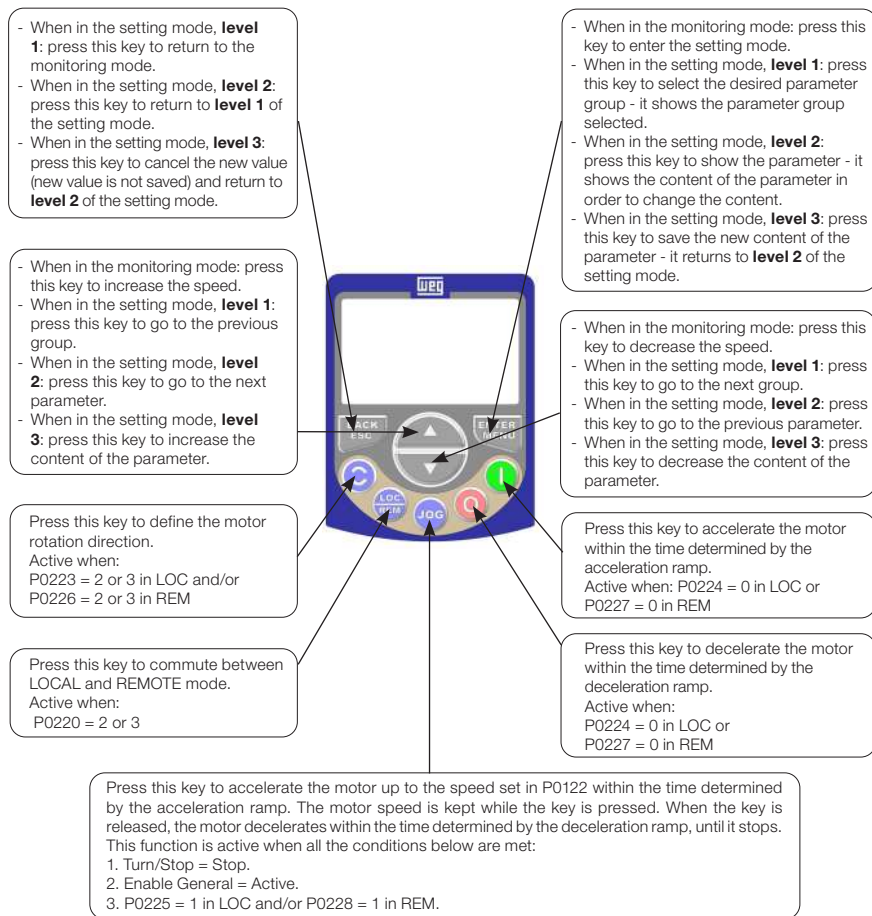 - When in the setting mode, level
1: press this key to return to the
monitoring mode.
- When in the setting mode, level 2:
press this key to return to level 1 of
the setting mode.
- When in the setting mode, level 3:
press this key to cancel the new value
(new value is not saved) and return to
level 2 of the setting mode.
- When in the monitoring mode: press this
key to enter the setting mode.
- When in the setting mode, level 1: press
this key to select the desired parameter
group - it shows the parameter group
selected.
- When in the setting mode, level 2:
press this key to show the parameter - it
shows the content of the parameter in
order to change the content.
- When in the setting mode, level 3: press
this key to save the new content of the
parameter - it returns to level 2 of the
setting mode.
- When in the monitoring mode: press
this key to increase the speed.
- When in the setting mode, level 1:
press this key to go to the previous
group.
- When in the setting mode, level
2: press this key to go to the next
parameter.
- When in the setting mode, level
3: press this key to increase the
content of the parameter.
- When in the monitoring mode: press this
key to decrease the speed.
- When in the setting mode, level 1: press
this key to go to the next group.
- When in the setting mode, level 2: press
this key to go to the previous parameter.
- When in the setting mode, level 3: press
this key to decrease the content of the
parameter.
weg
BACK
ESC
ENTER
MENU
LOC
REM
JOG
Press this key to define the motor
rotation direction.
Active when:
P0223 = 2 or 3 in LOC and/or
P0226 = 2 or 3 in REM
Press this key to accelerate the motor
within the time determined by the
acceleration ramp.
Active when: P0224 = 0 in LOC or
P0227 = 0 in REM
Press this key to commute between
LOCAL and REMOTE mode.
Active when:
P0220 = 2 or 3
Press this key to decelerate the motor
within the time determined by the
deceleration ramp.
Active when:
P0224 = 0 in LOC or
P0227 = 0 in REM
Press this key to accelerate the motor up to the speed set in P0122 within the time determined
by the acceleration ramp. The motor speed is kept while the key is pressed. When the key is
released, the motor decelerates within the time determined by the deceleration ramp, until it stops.
This function is active when all the conditions below are met:
1. Turn/Stop = Stop.
2. Enable General = Active.
3. P0225 = 1 in LOC and/or P0228 = 1 in REM.